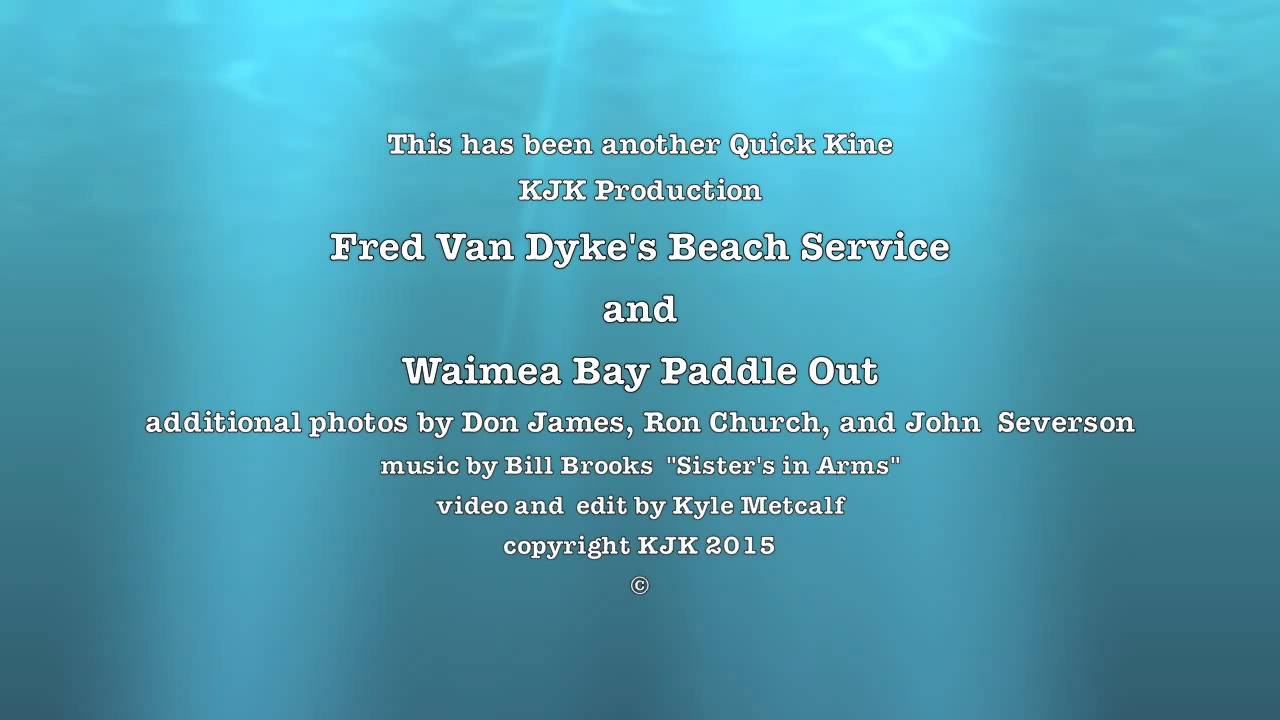 This has been another Quick Kine
KJK Production
Fred Van Dyke's Beach Service
and
Waimea Bay Paddle Out
additional photos by Don James, Ron Church, and John  Severson
music by Bill Brooks  "Sister's in Arms"
video and  edit by Kyle Metcalf
copyright KJK 2015
©